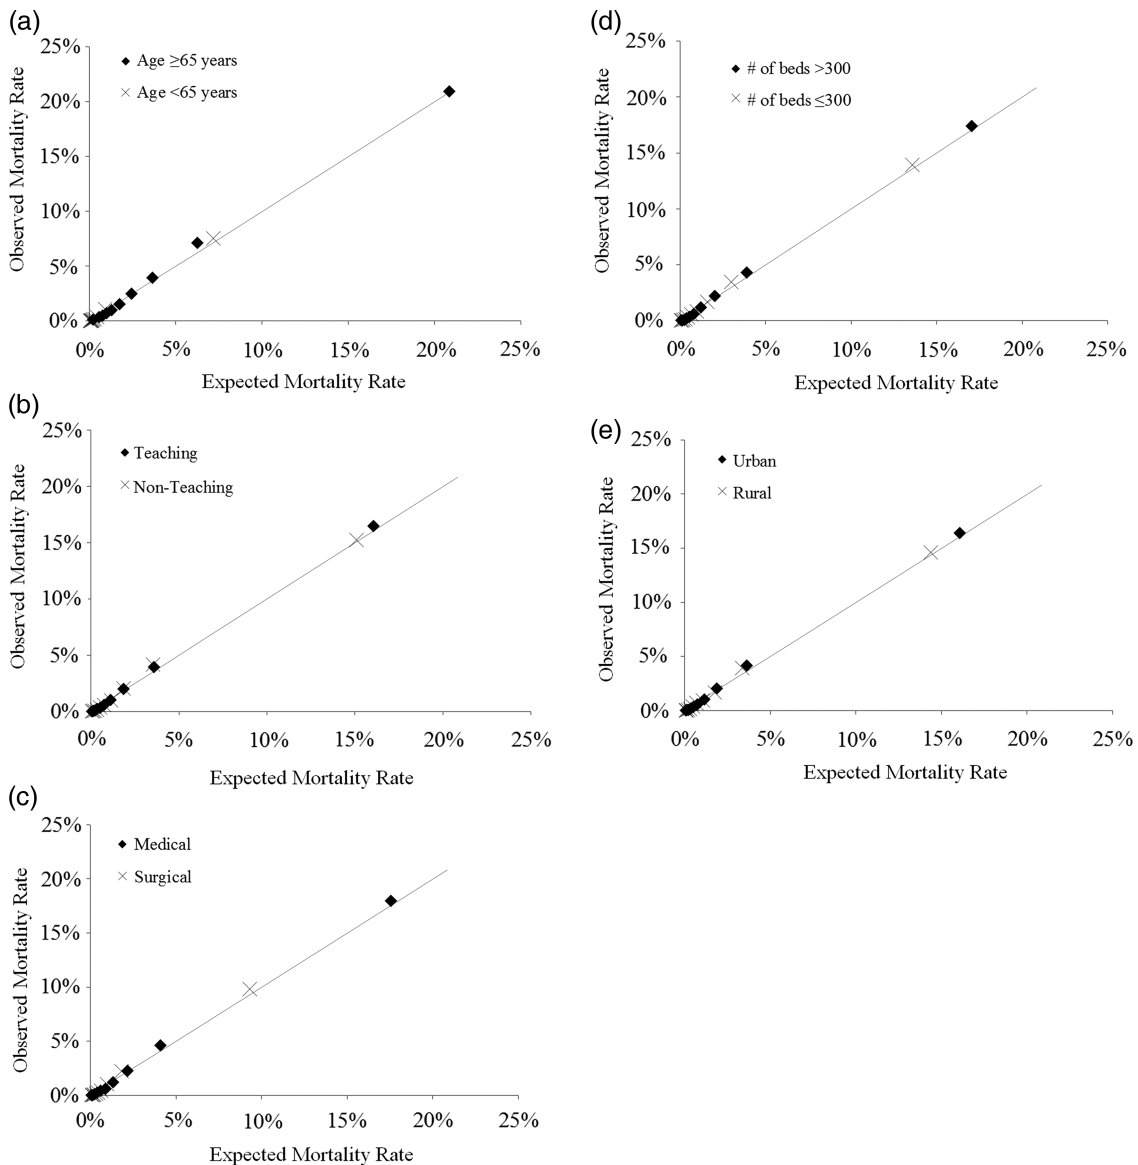 (a)
25%
20%
15%
10%
5%
0%
Observed Mortality Rate
Age ≥65 years
Age <65 years
0% 5% 10% 15% 20% 25%
Expected Mortality Rate
(b)
25%
20%
15%
10%
5%
0%
Observed Mortality Rate
Teaching
Non-Teaching
0% 5% 10% 15% 20% 25%
Expected Mortality Rate
(c)
25%
20%
15%
10%
5%
0%
Observed Mortality Rate
Medical
Surgical
0% 5% 10% 15% 20% 25%
Expected Mortality Rate
(d)
25%
20%
15%
10%
5%
0%
Observed Mortality Rate
# of beds >300
# of beds ≤300
0% 5% 10% 15% 20% 25%
Expected Mortality Rate
(e)
25%
20%
15%
10%
5%
0%
Observed Mortality Rate
Urban
Rural
0% 5% 10% 15% 20% 25%
Expected Mortality Rate